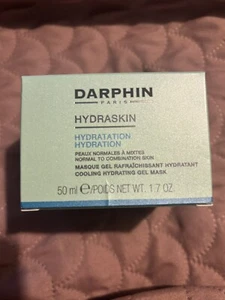 DARPHIN
PARIS
HYDRASKIN
HYDRATATION
HYDRATION
PEAUX NORMALES À MIXTES
NORMAL TO COMBINATION SKIN
MASQUE GEL RAFRAÎCHISSANT HYDRATANT
COOLING HYDRATING GEL MASK
50 ml ℮/POIDS NET WT. 1.7 OZ.